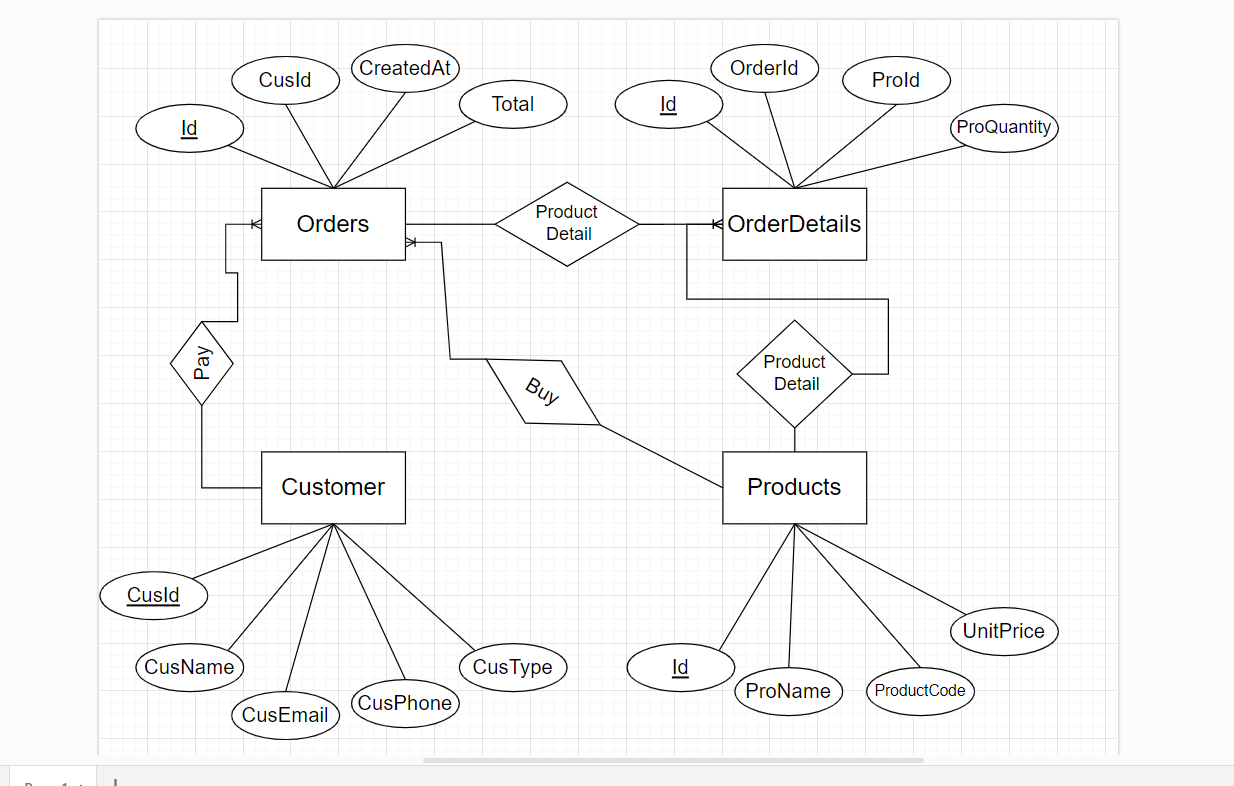 CreatedAt
CusId
Total
Id
OrderId
ProId
Id
ProQuantity
Orders
Product
Detail
OrderDetails
Pay
Buy
Product
Detail
Customer
Products
CusId
CusName
CusEmail
CusPhone
CusType
Id
ProName
ProductCode
UnitPrice